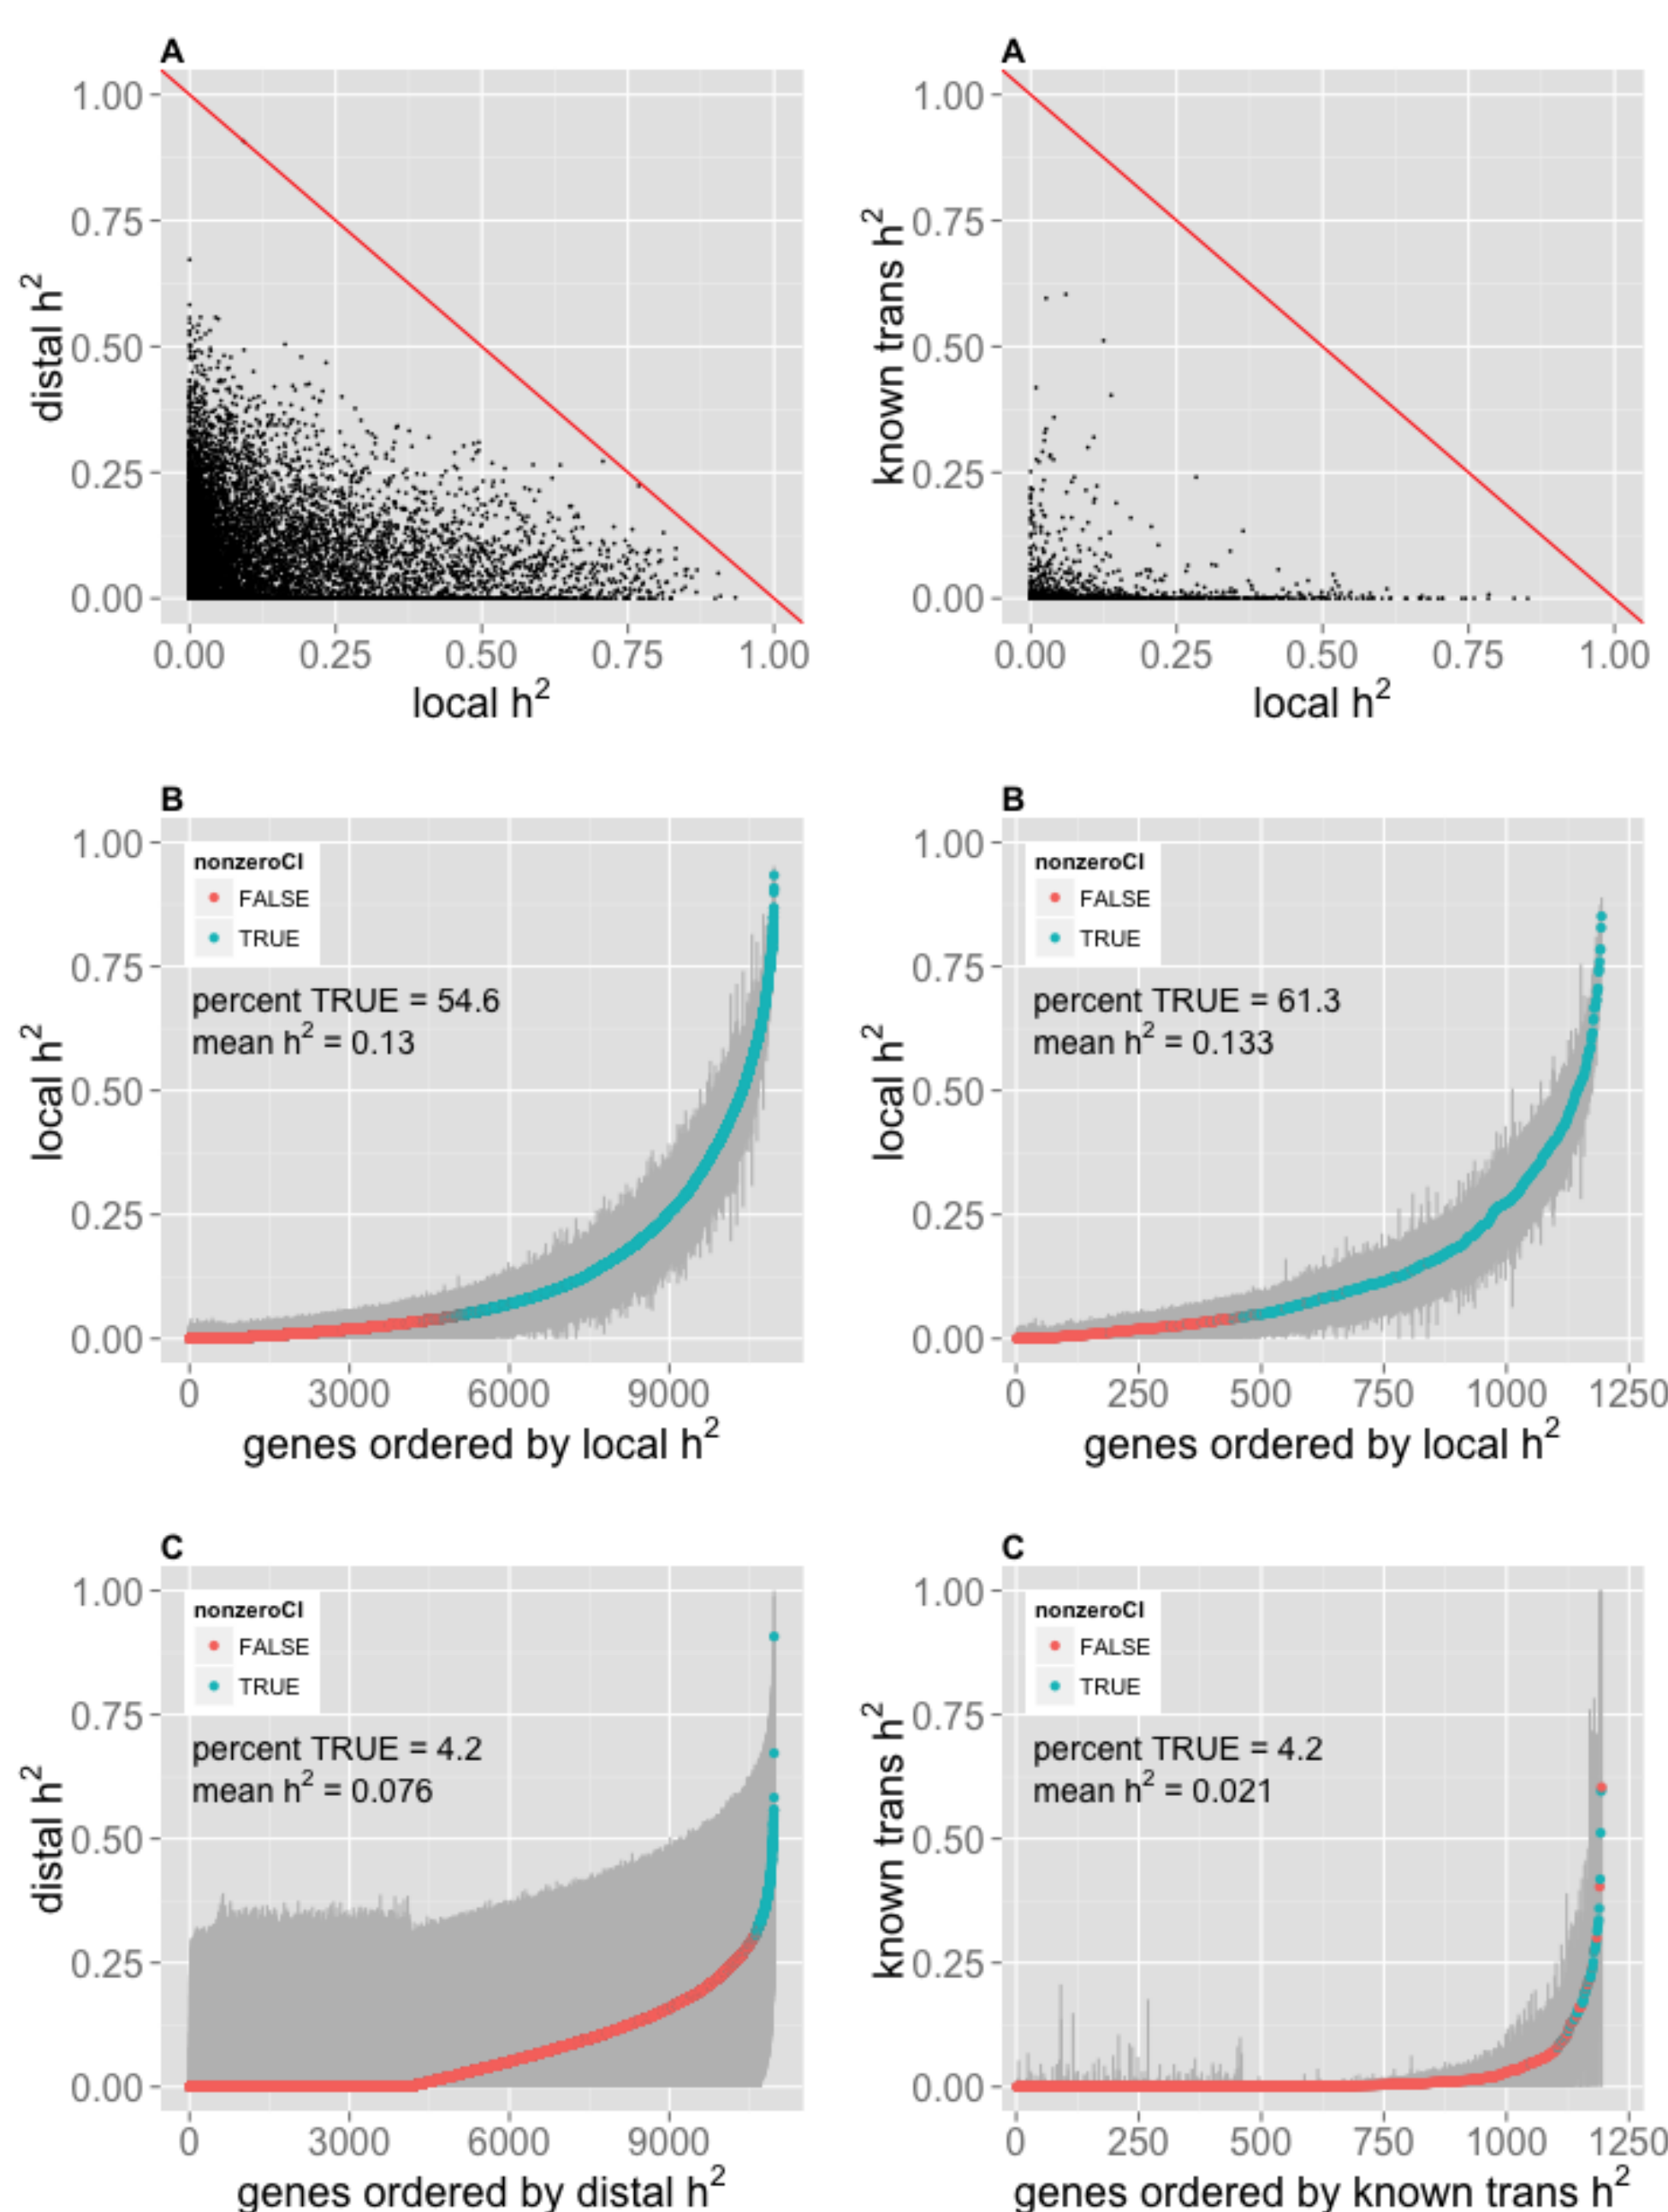 A
1.00
0.75
0.50
0.25
0.00
distal h²
0.00 0.25 0.50 0.75 1.00
local h²
A
1.00
0.75
0.50
0.25
0.00
known trans h²
0.00 0.25 0.50 0.75 1.00
local h²
B
1.00
0.75
0.50
0.25
0.00
local h²
nonzeroCI
FALSE
TRUE
percent TRUE = 54.6
mean h² = 0.13
0 3000 6000 9000
genes ordered by local h²
B
1.00
0.75
0.50
0.25
0.00
local h²
nonzeroCI
FALSE
TRUE
percent TRUE = 61.3
mean h² = 0.133
0 250 500 750 1000 1250
genes ordered by local h²
C
1.00
0.75
0.50
0.25
0.00
distal h²
nonzeroCI
FALSE
TRUE
percent TRUE = 4.2
mean h² = 0.076
0 3000 6000 9000
genes ordered by distal h²
C
1.00
0.75
0.50
0.25
0.00
known trans h²
nonzeroCI
FALSE
TRUE
percent TRUE = 4.2
mean h² = 0.021
0 250 500 750 1000 1250
genes ordered by known trans h²